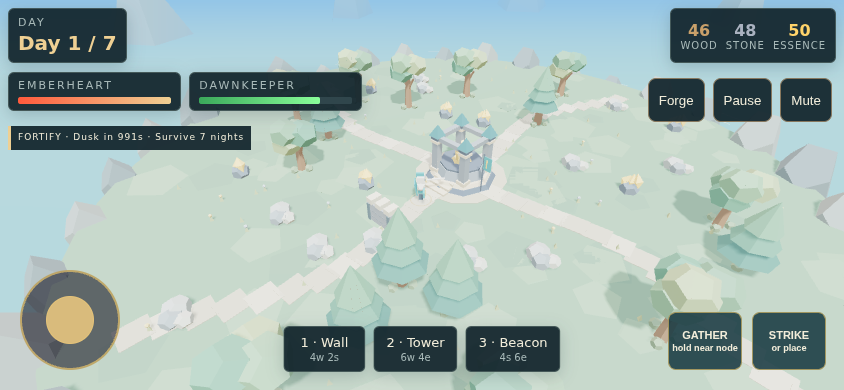 DAY
Day 1 / 7
46 48 50
WOOD STONE ESSENCE
EMBERHEART
DAWNKEEPER
Forge
Pause
Mute
FORTIFY · Dusk in 991s · Survive 7 nights
1 · Wall
4w 2s
2 · Tower
6w 4e
3 · Beacon
4s 6e
GATHER
hold near node
STRIKE
or place